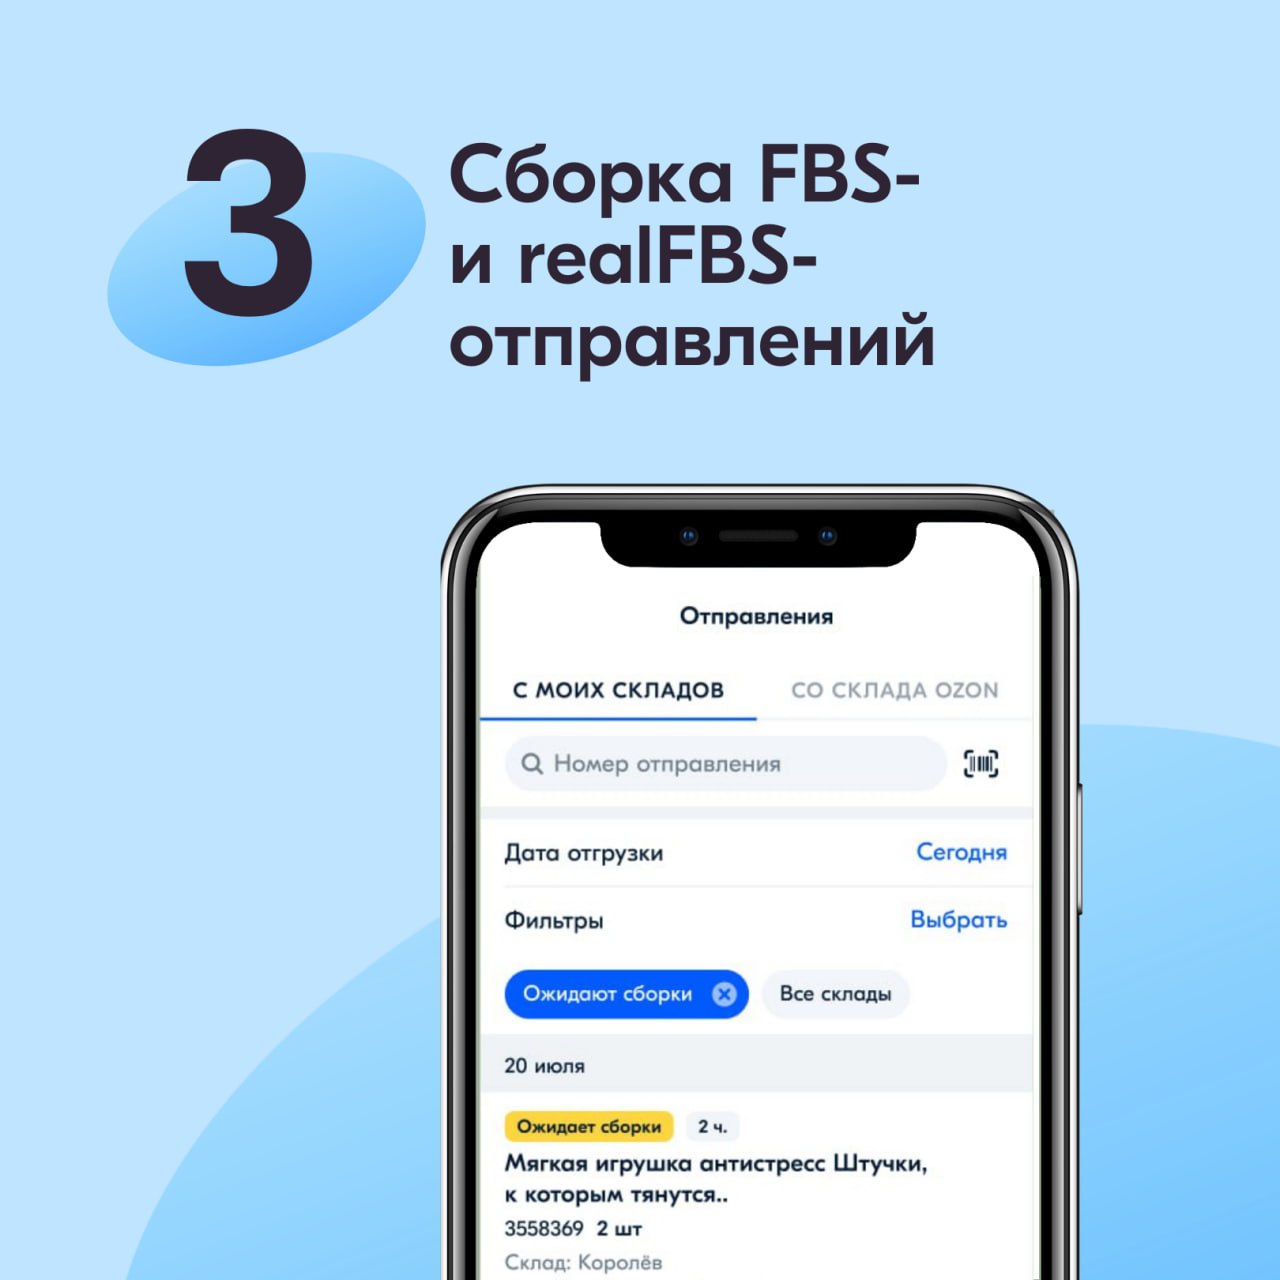 3
Сборка FBS-
и realFBS-
отправлений
Отправления
С МОИХ СКЛАДОВ
СО СКЛАДА OZON
Номер отправления
Дата отгрузки
Сегодня
Фильтры
Выбрать
Ожидают сборки
Все склады
20 июля
Ожидает сборки
2 ч.
Мягкая игрушка антистресс Штучки,
к которым тянутся..
3558369 2 шт
Склад: Королёв